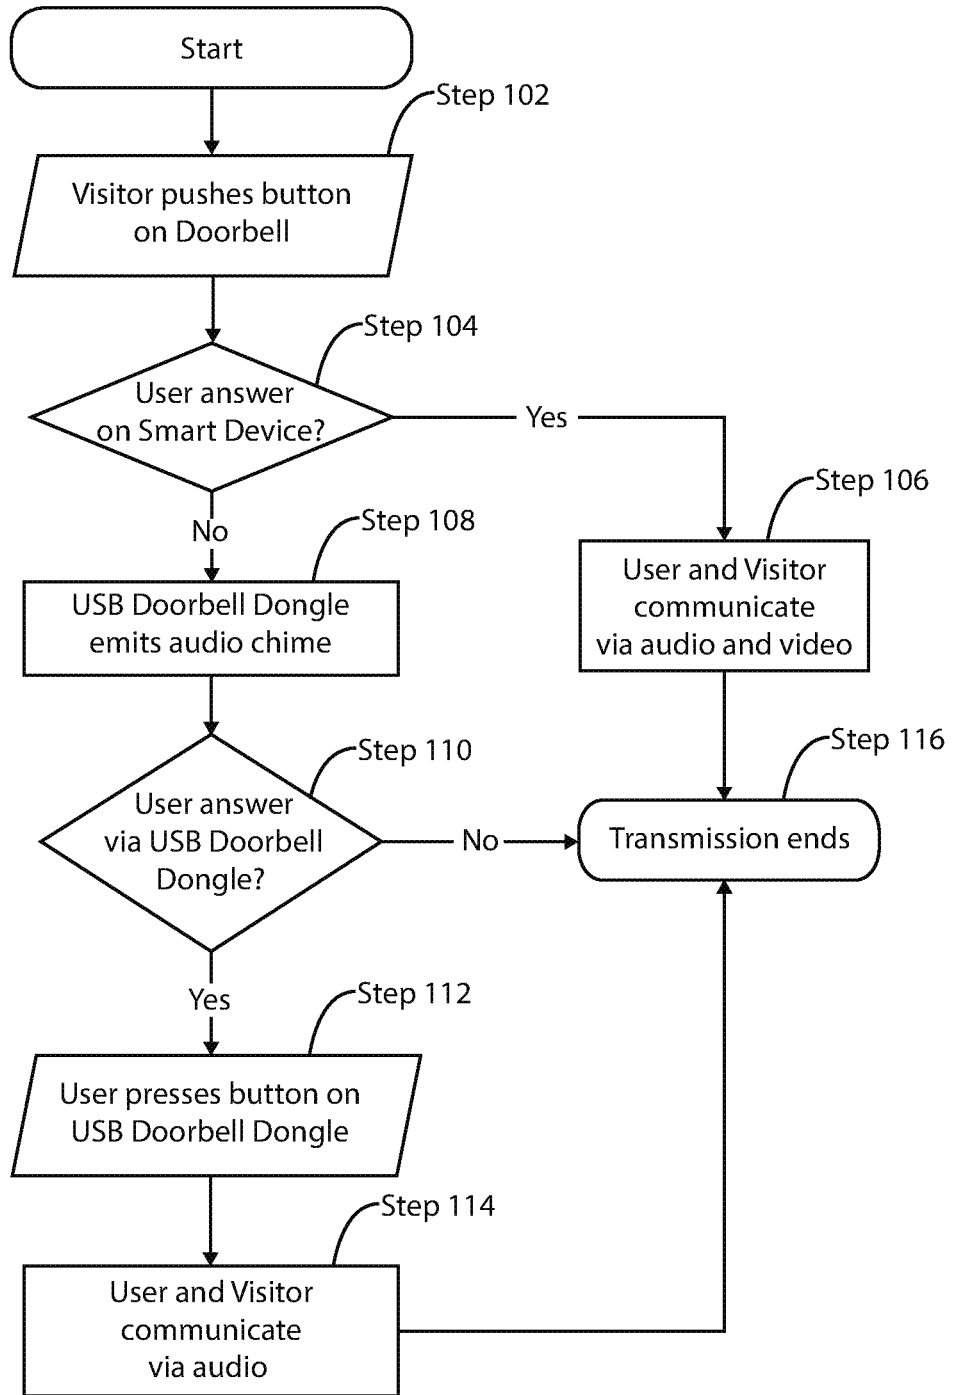 Start
Step 102
Visitor pushes button
on Doorbell
Step 104
User answer
on Smart Device?
Yes
Step 106
No
Step 108
USB Doorbell Dongle
emits audio chime
User and Visitor
communicate
via audio and video
Step 110
Step 116
User answer
via USB Doorbell
Dongle?
No
Transmission ends
Yes
Step 112
User presses button on
USB Doorbell Dongle
Step 114
User and Visitor
communicate
via audio